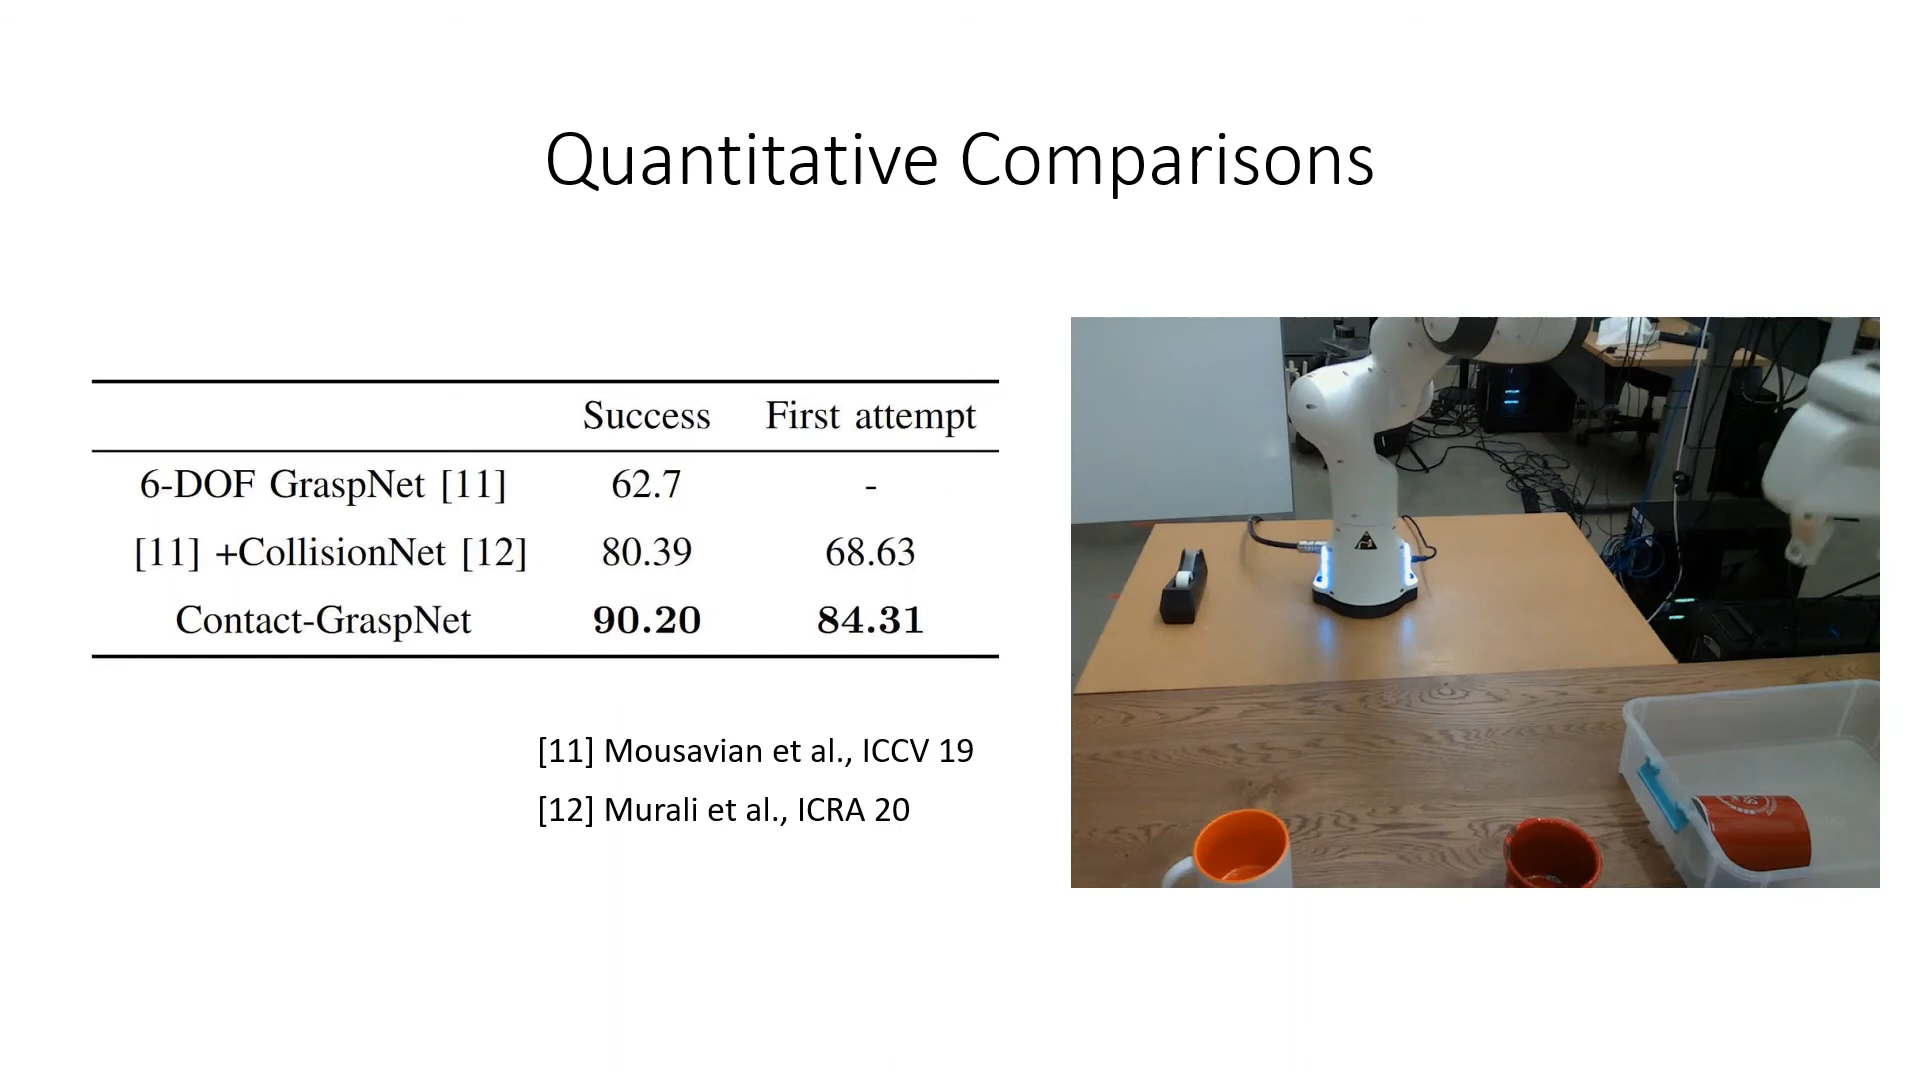 Quantitative Comparisons
Success First attempt
6-DOF GraspNet [11] 62.7 -
[11] +CollisionNet [12] 80.39 68.63
Contact-GraspNet 90.20 84.31
[11] Mousavian et al., ICCV 19
[12] Murali et al., ICRA 20